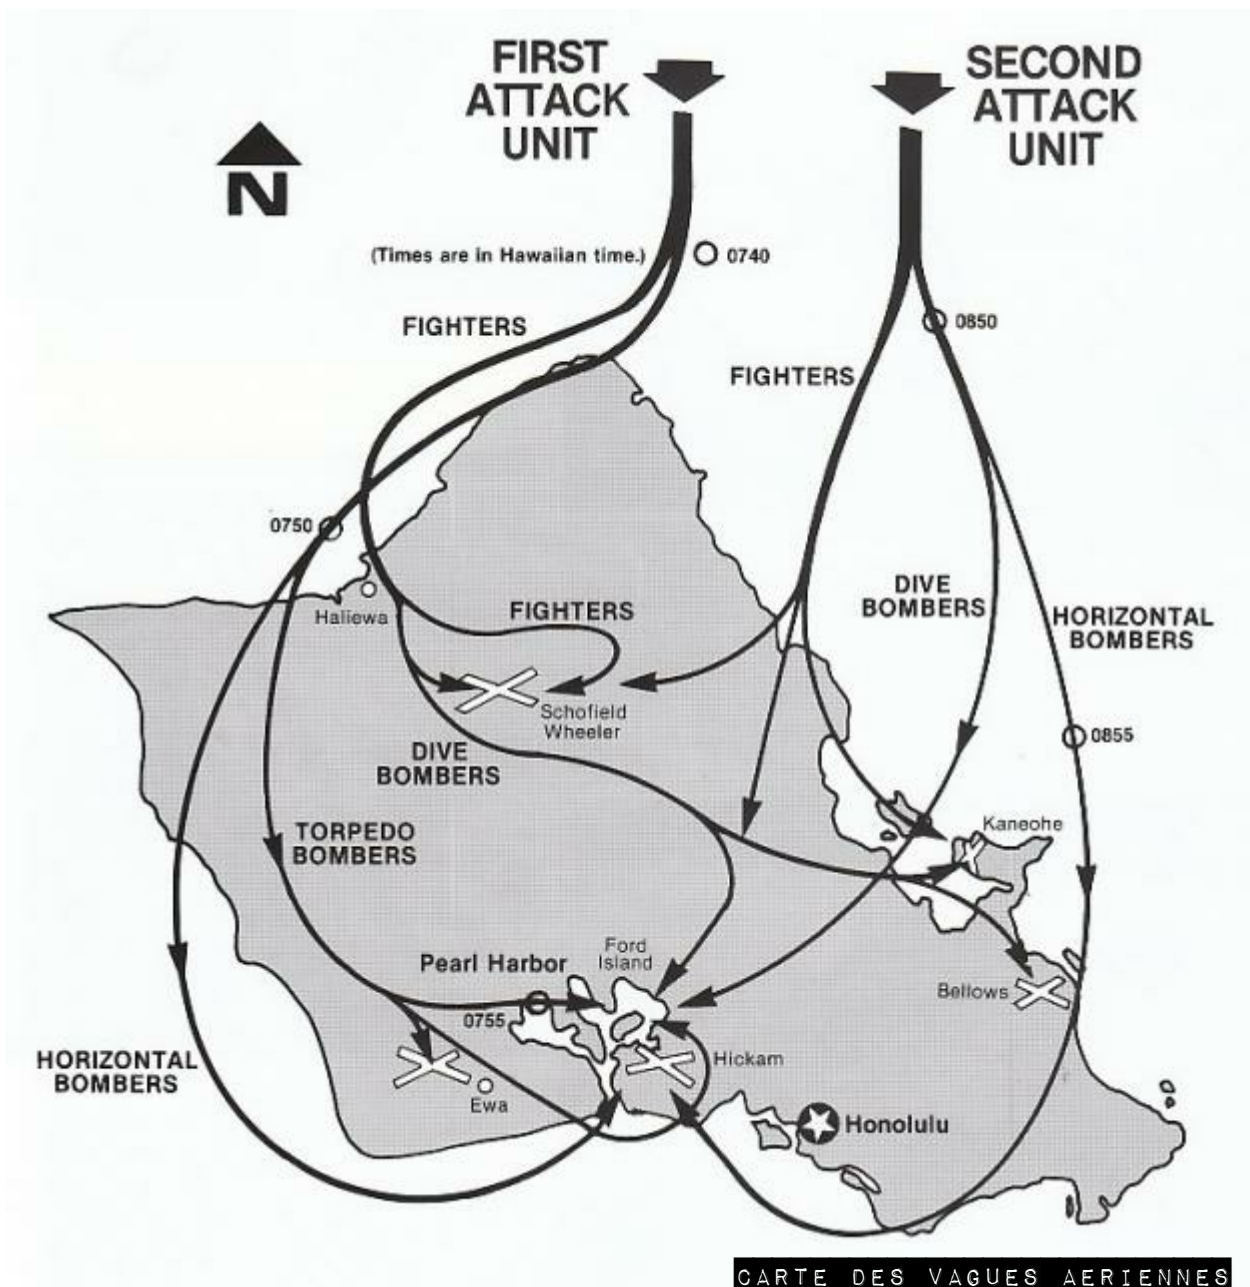 FIRST
ATTACK
UNIT
SECOND
ATTACK
UNIT
N
(Times are in Hawaiian time.)
0740
FIGHTERS
0850
FIGHTERS
0750
DIVE
BOMBERS
HORIZONTAL
BOMBERS
Haliewa
FIGHTERS
Schofield
Wheeler
0855
DIVE
BOMBERS
TORPEDO
BOMBERS
Kaneohe
Pearl Harbor
Ford
Island
Bellows
0755
HORIZONTAL
BOMBERS
Hickam
Ewa
Honolulu
CARTE DES VAGUES AERIENNES